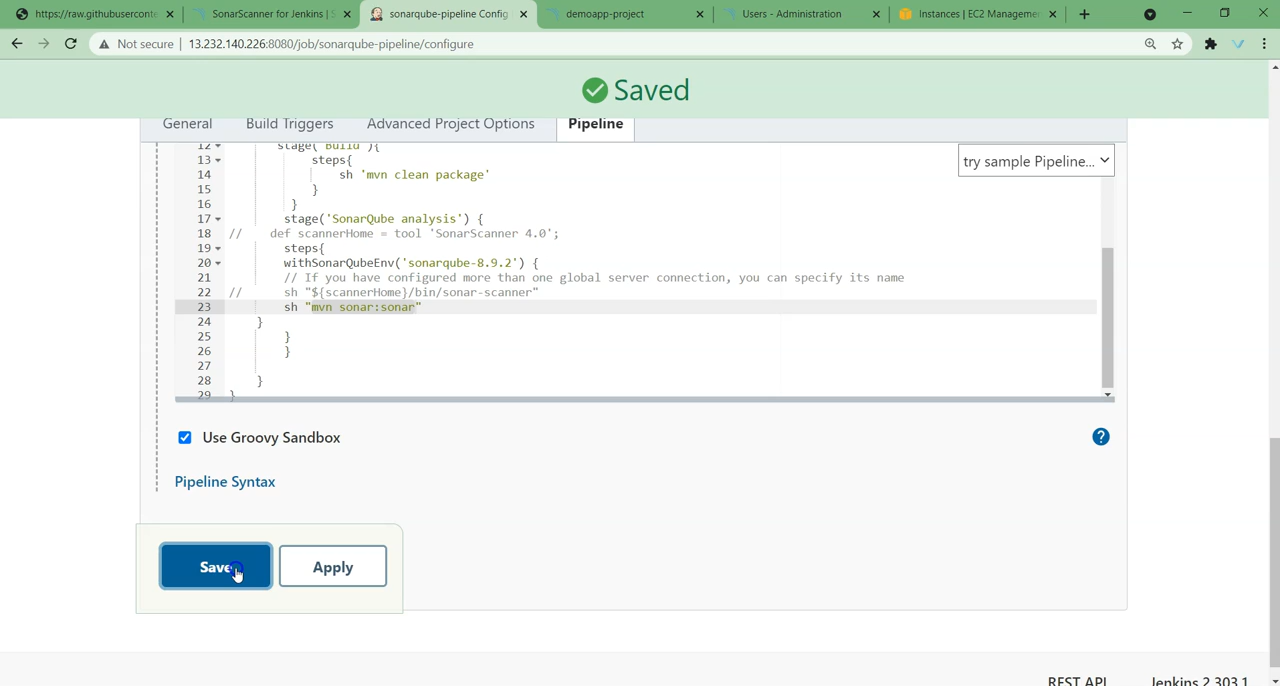 https://raw.githubuserconte
SonarScanner for Jenkins | S
sonarqube-pipeline Config
demoapp-project
Users - Administration
Instances | EC2 Manageme
Not secure | 13.232.140.226:8080/job/sonarqube-pipeline/configure
Saved
General Build Triggers Advanced Project Options Pipeline
try sample Pipeline...
12 stage('Build'){
13 steps{
14 sh 'mvn clean package'
15 }
16 }
17 stage('SonarQube analysis') {
18 // def scannerHome = tool 'SonarScanner 4.0';
19 steps{
20 withSonarQubeEnv('sonarqube-8.9.2') {
21 // If you have configured more than one global server connection, you can specify its name
22 // sh "${scannerHome}/bin/sonar-scanner"
23 sh "mvn sonar:sonar"
24 }
25 }
26 }
27
28 }
29 }
Use Groovy Sandbox
?
Pipeline Syntax
Save Apply
REST API Jenkins 2.303.1